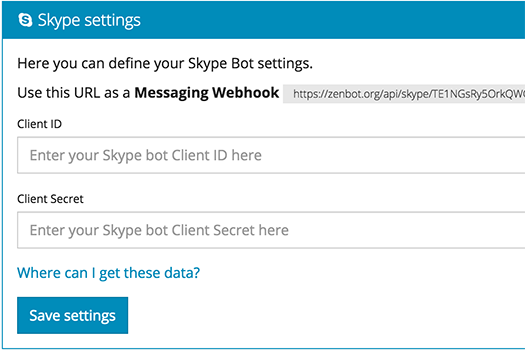 Skype settings
Here you can define your Skype Bot settings.
Use this URL as a Messaging Webhook https://zenbot.org/api/skype/TE1NGsRy5OrkQW
Client ID
Enter your Skype bot Client ID here
Client Secret
Enter your Skype bot Client Secret here
Where can I get these data?
Save settings